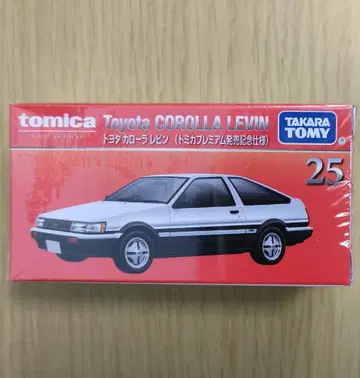 tomica
Toyota COROLLA LEVIN
トヨタ カローラ レビン (トミカプレミアム発売記念仕様)
TAKARA
TOMY
25